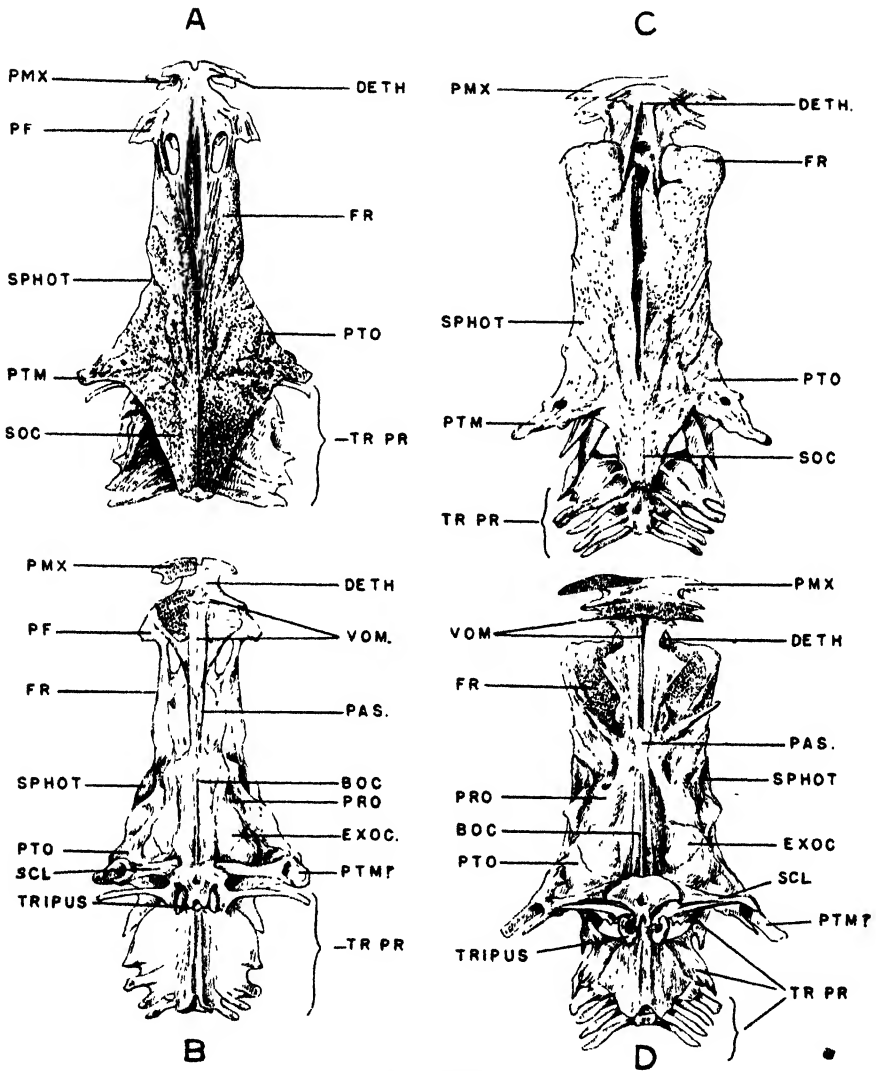 A
PMX
DETH
PF
FR
SPHOT
PTO
PTM
SOC
TR PR
C
PMX
DETH.
FR
SPHOT
PTO
PTM
SOC
TR PR
PMX
DETH
PF
VOM.
FR
PAS.
SPHOT
BOC
PRO
EXOC.
PTO
SCL
PTM?
TRIPUS
TR PR
B
PMX
VOM
DETH
FR
PAS.
SPHOT
PRO
BOC
EXOC
PTO
SCL
PTM?
TRIPUS
TR PR
D